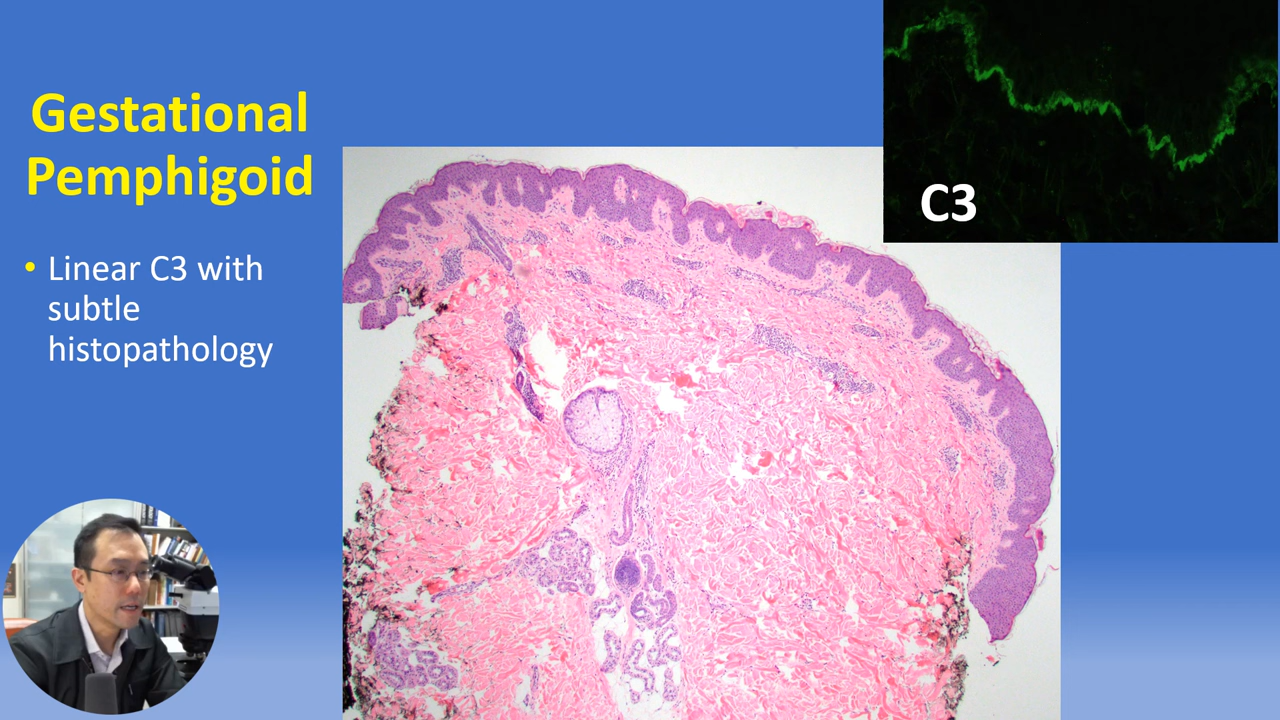 Gestational
Pemphigoid
• Linear C3 with
subtle
histopathology
C3